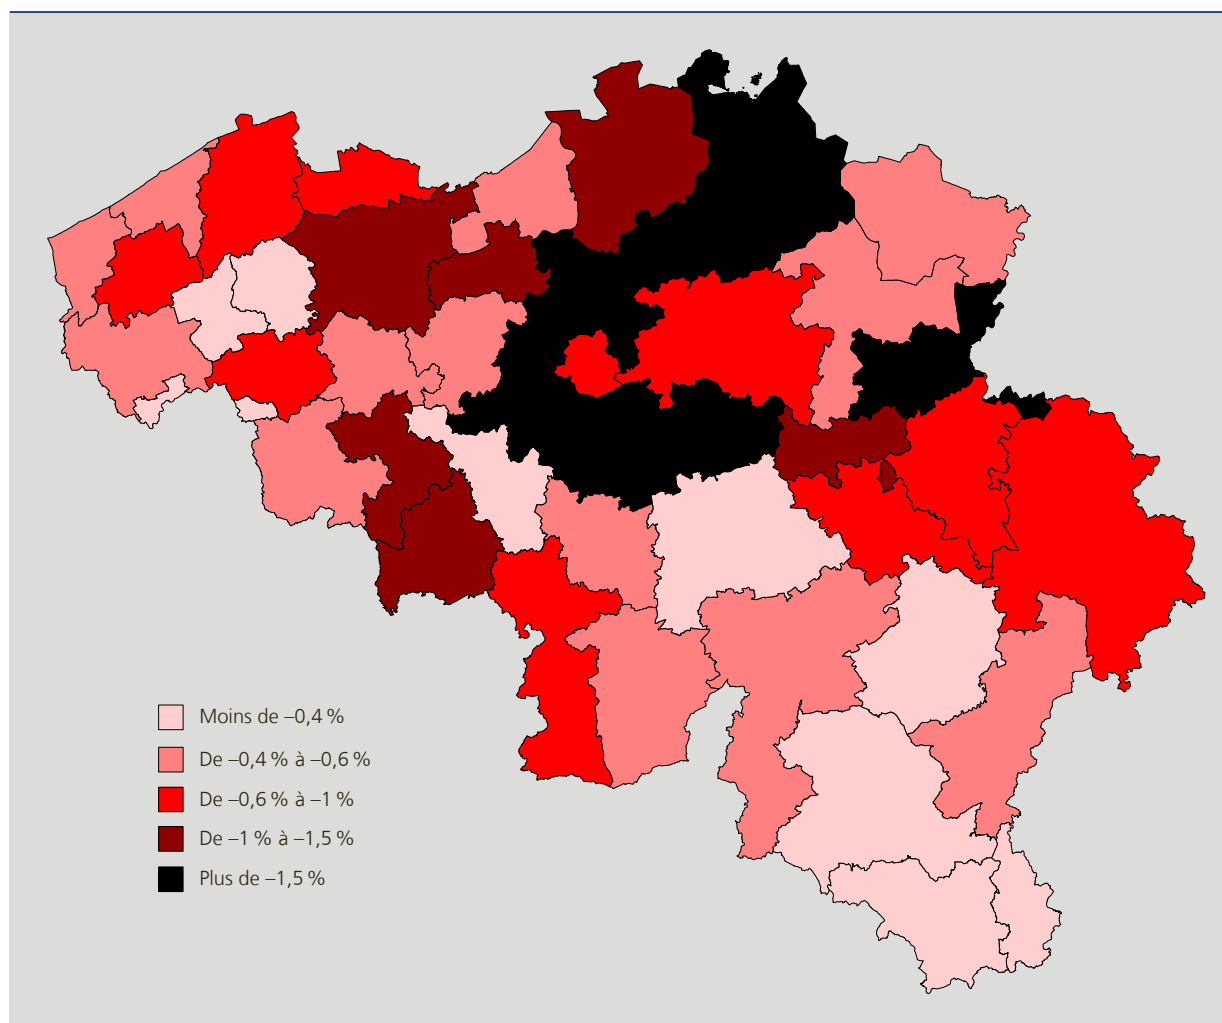 Moins de –0,4 %
De –0,4 % à –0,6 %
De –0,6 % à –1 %
De –1 % à –1,5 %
Plus de –1,5 %